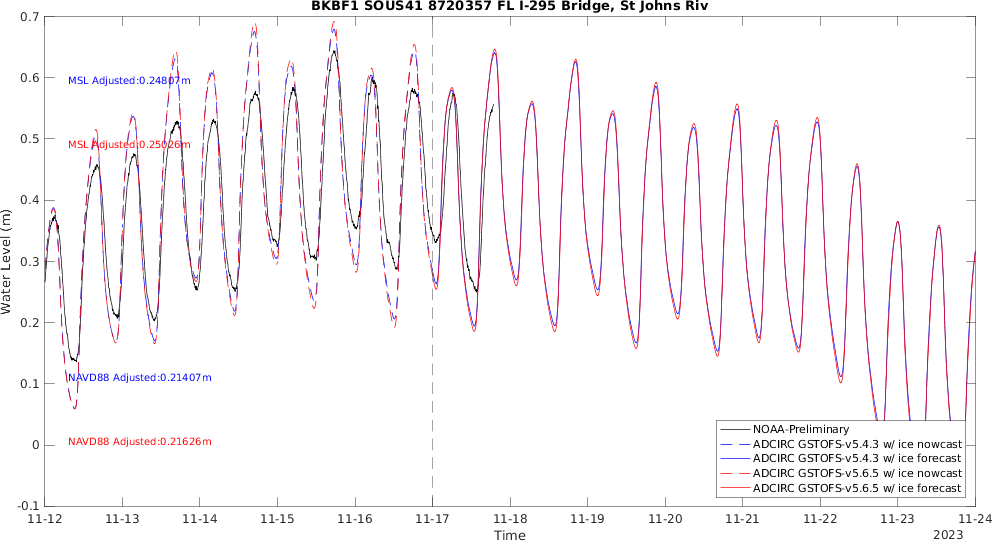 BKBF1 SOUS41 8720357 FL I-295 Bridge, St Johns Riv
0.7
0.6
0.5
0.4
0.3
0.2
0.1
0
-0.1
Water Level (m)
MSL Adjusted:0.24807m
MSL Adjusted:0.25026m
NAVD88 Adjusted:0.21407m
NAVD88 Adjusted:0.21626m
NOAA-Preliminary
ADCIRC GSTOFS-v5.4.3 w/ ice nowcast
ADCIRC GSTOFS-v5.4.3 w/ ice forecast
ADCIRC GSTOFS-v5.6.5 w/ ice nowcast
ADCIRC GSTOFS-v5.6.5 w/ ice forecast
11-12 11-13 11-14 11-15 11-16 11-17 11-18 11-19 11-20 11-21 11-22 11-23 11-24
Time
2023